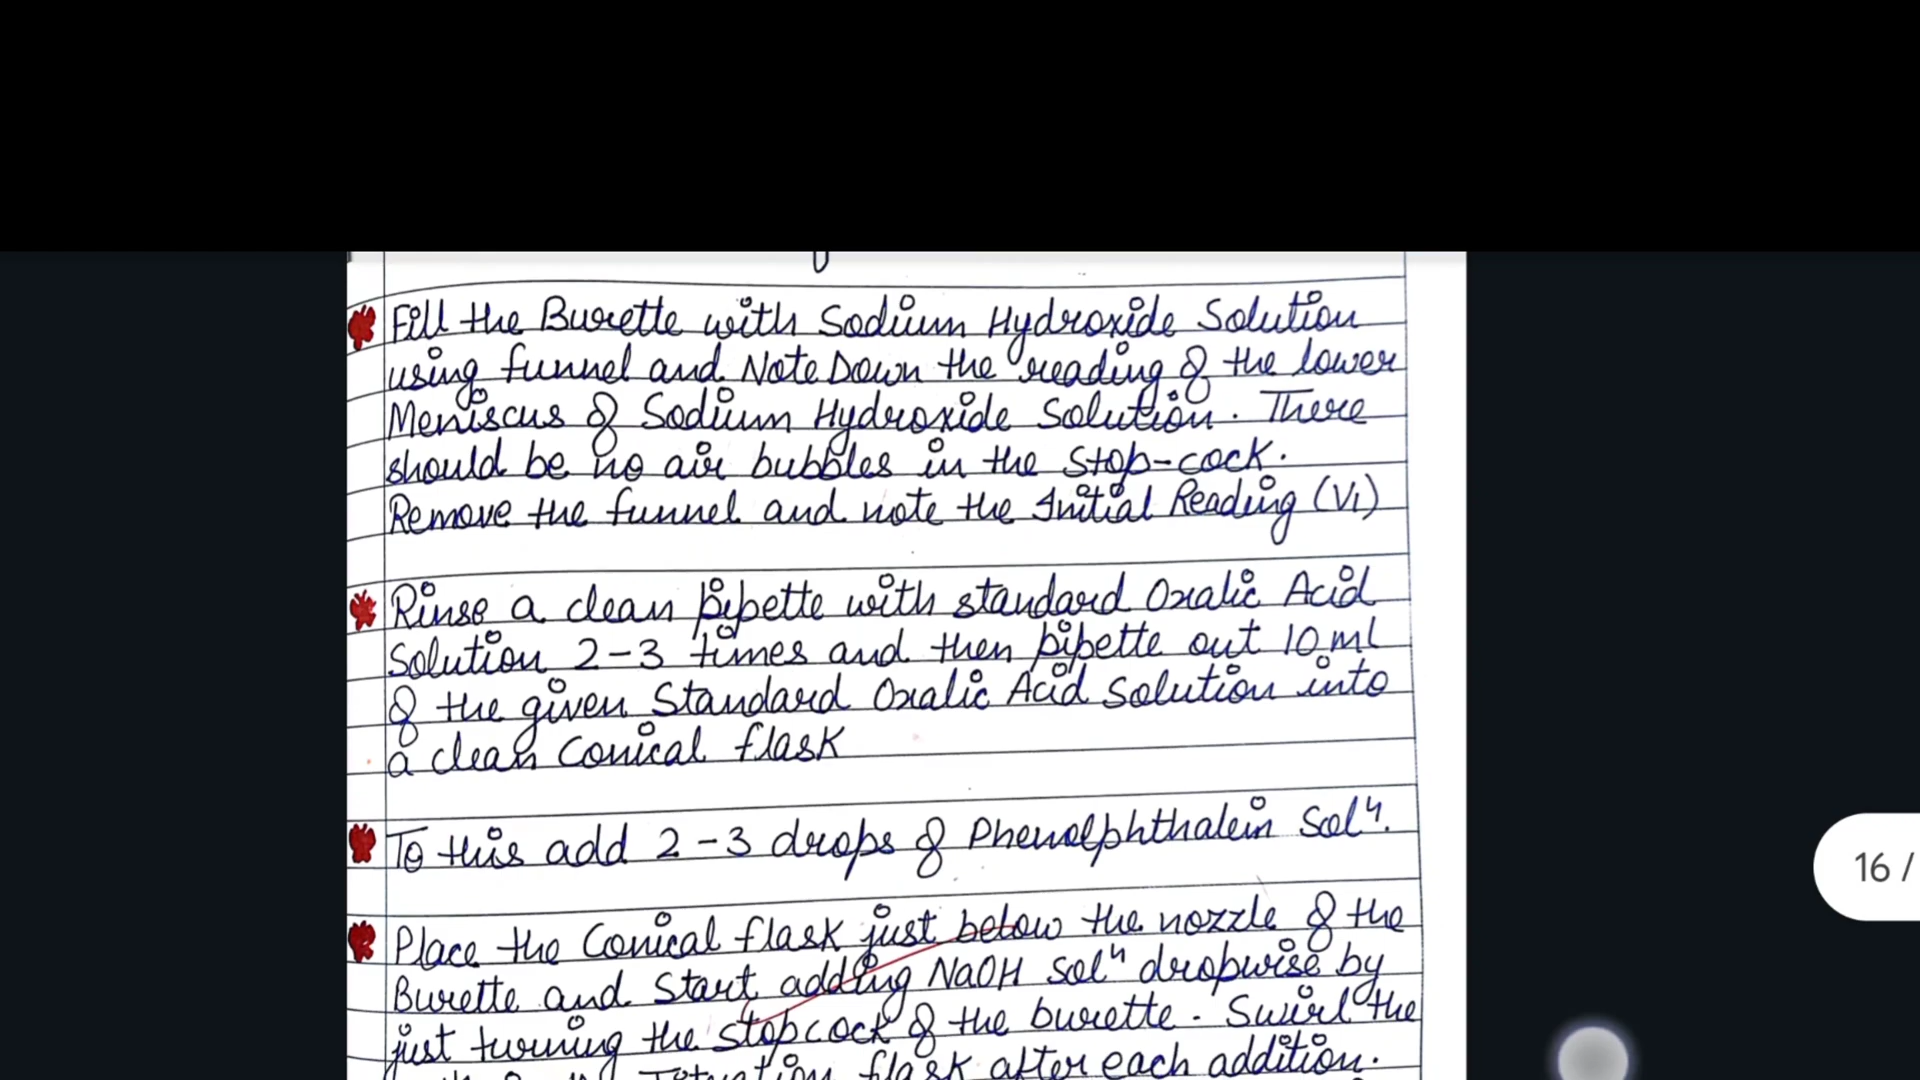 Fill the Burette with Sodium Hydroxide Solution
using funnel and Note Down the reading of the lower
Meniscus of Sodium Hydroxide Solution. There
should be no air bubbles in the stop-cock.
Remove the funnel and note the Initial Reading (V1)
Rinse a clean pipette with standard Oxalic Acid
Solution 2-3 times and then pipette out 10 ml
of the given Standard Oxalic Acid Solution into
a clean Conical flask
To this add 2-3 drops of Phenolphthalein Solⁿ.
Place the Conical flask just below the nozzle of the
Burette and Start adding NaOH Solⁿ dropwise by
just turning the stopcock of the burette. Swirl the
flask after each addition.
16 /